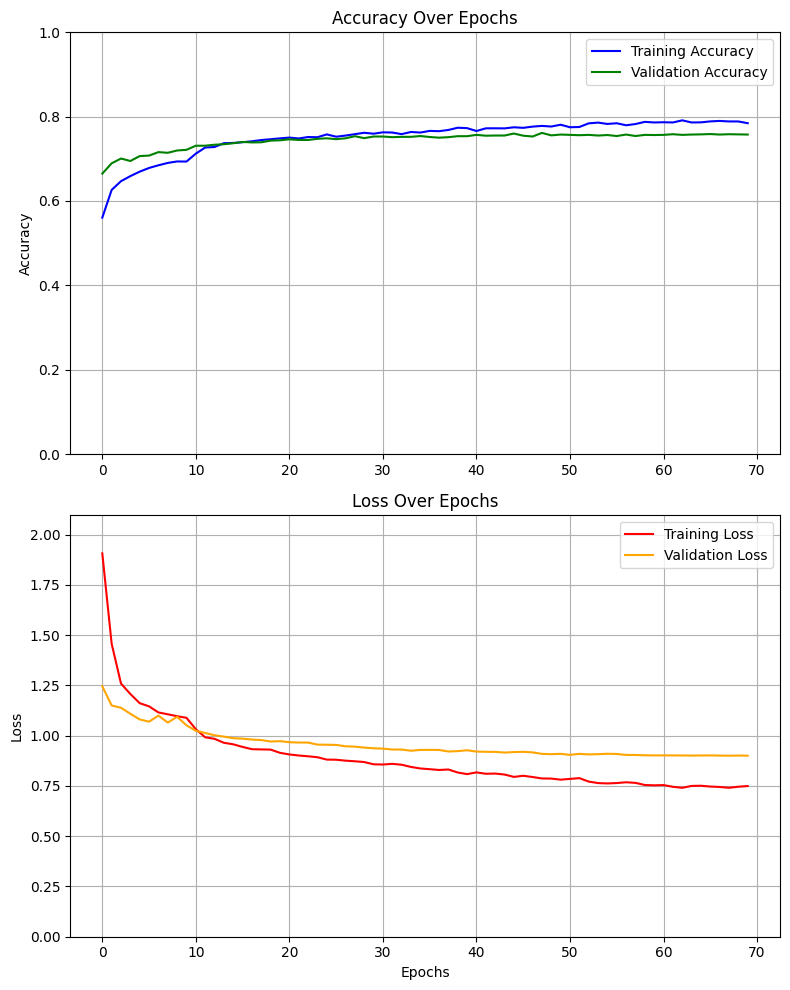 Accuracy Over Epochs
1.0
0.8
0.6
0.4
0.2
0.0
Accuracy
Training Accuracy
Validation Accuracy
0 10 20 30 40 50 60 70
Loss Over Epochs
2.00
1.75
1.50
1.25
1.00
0.75
0.50
0.25
0.00
Loss
Training Loss
Validation Loss
0 10 20 30 40 50 60 70
Epochs